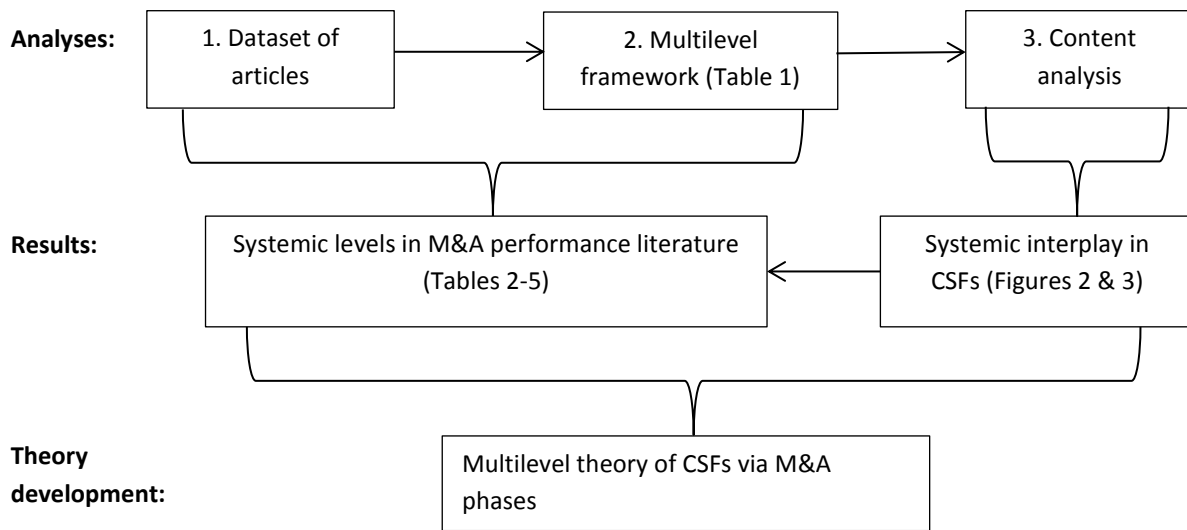 Analyses:
1. Dataset of
articles
2. Multilevel
framework (Table 1)
3. Content
analysis
Results:
Systemic levels in M&A performance literature
(Tables 2-5)
Systemic interplay in
CSFs (Figures 2 & 3)
Theory
development:
Multilevel theory of CSFs via M&A
phases